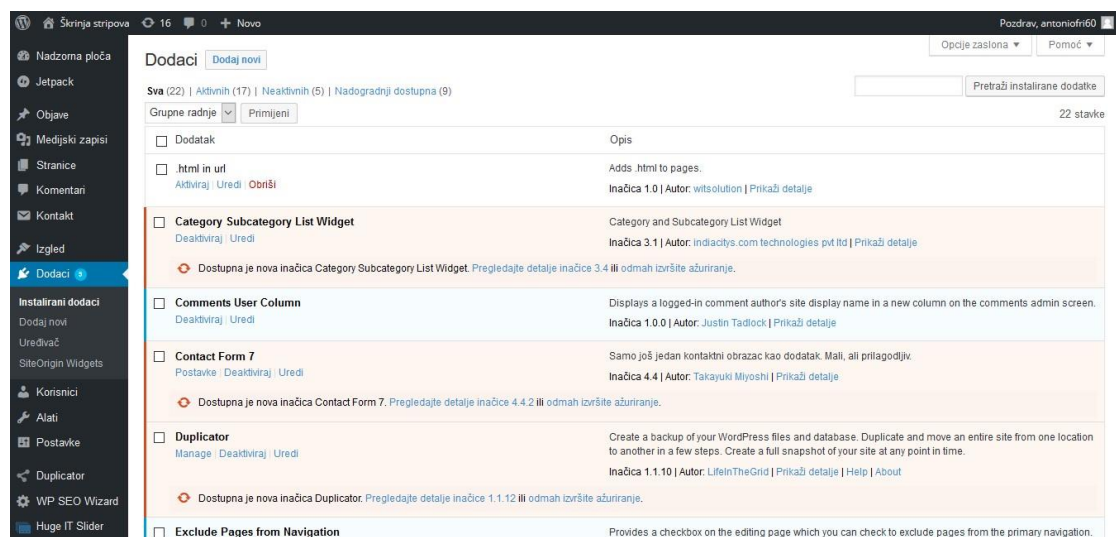 Škrinja stripova 16 0 + Novo Pozdrav, antoniofri60
Nadzorna ploča
Jetpack
Objave
Medijski zapisi
Stranice
Komentari
Kontakt
Izgled
Dodaci 9
Instalirani dodaci
Dodaj novi
Uređivač
SiteOrigin Widgets
Korisnici
Alati
Postavke
Duplicator
WP SEO Wizard
Huge IT Slider
Opcije zaslona ▼ Pomoć ▼
Dodaci Dodaj novi
Sva (22) | Aktivnih (17) | Neaktivnih (5) | Nadogradnji dostupna (9)
Pretraži instalirane dodatke
Grupne radnje Primijeni 22 stavke
Dodatak Opis
.html in url Adds .html to pages.
Aktiviraj | Uredi | Obriši Inačica 1.0 | Autor: witsolution | Prikaži detalje
Category Subcategory List Widget Category and Subcategory List Widget
Deaktiviraj | Uredi Inačica 3.1 | Autor: indiacitys.com technologies pvt ltd | Prikaži detalje
Dostupna je nova inačica Category Subcategory List Widget. Pregledajte detalje inačice 3.4 ili odmah izvršite ažuriranje.
Comments User Column Displays a logged-in comment author's site display name in a new column on the comments admin screen.
Deaktiviraj | Uredi Inačica 1.0.0 | Autor: Justin Tadlock | Prikaži detalje
Contact Form 7 Samo još jedan kontaktni obrazac kao dodatak. Mali, ali prilagodljiv.
Postavke | Deaktiviraj | Uredi Inačica 4.4 | Autor: Takayuki Miyoshi | Prikaži detalje
Dostupna je nova inačica Contact Form 7. Pregledajte detalje inačice 4.4.2 ili odmah izvršite ažuriranje.
Duplicator Create a backup of your WordPress files and database. Duplicate and move an entire site from one location
to another in a few steps. Create a full snapshot of your site at any point in time.
Manage | Deaktiviraj | Uredi Inačica 1.1.10 | Autor: LifeInTheGrid | Prikaži detalje | Help | About
Dostupna je nova inačica Duplicator. Pregledajte detalje inačice 1.1.12 ili odmah izvršite ažuriranje.
Exclude Pages from Navigation Provides a checkbox on the editing page which you can check to exclude pages from the primary navigation.